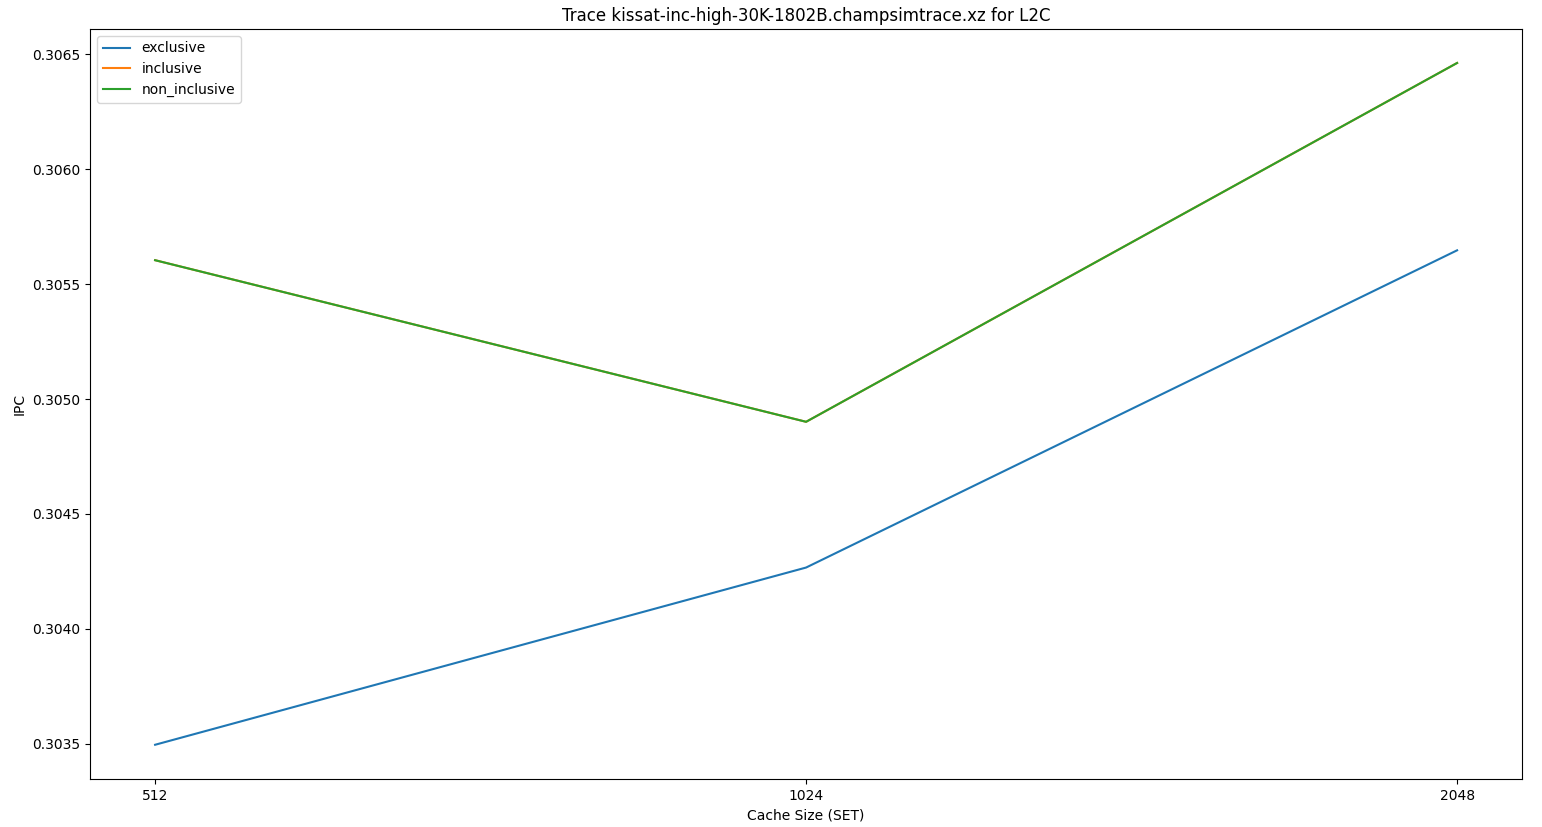 Trace kissat-inc-high-30K-1802B.champsimtrace.xz for L2C
exclusive
inclusive
non_inclusive
0.3065
0.3060
0.3055
0.3050
0.3045
0.3040
0.3035
IPC
512
1024
2048
Cache Size (SET)